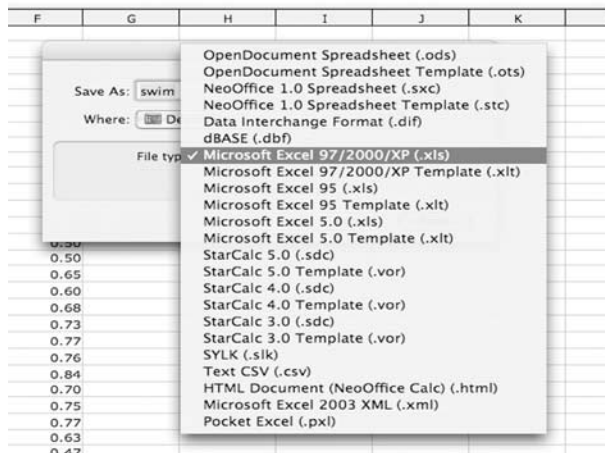 F G H I J K
Save As: swim
Where: De
File typ
OpenDocument Spreadsheet (.ods)
OpenDocument Spreadsheet Template (.ots)
NeoOffice 1.0 Spreadsheet (.sxc)
NeoOffice 1.0 Spreadsheet Template (.stc)
Data Interchange Format (.dif)
dBASE (.dbf)
✓ Microsoft Excel 97/2000/XP (.xls)
Microsoft Excel 97/2000/XP Template (.xlt)
Microsoft Excel 95 (.xls)
Microsoft Excel 95 Template (.xlt)
Microsoft Excel 5.0 (.xls)
Microsoft Excel 5.0 Template (.xlt)
StarCalc 5.0 (.sdc)
StarCalc 5.0 Template (.vor)
StarCalc 4.0 (.sdc)
StarCalc 4.0 Template (.vor)
StarCalc 3.0 (.sdc)
StarCalc 3.0 Template (.vor)
SYLK (.slk)
Text CSV (.csv)
HTML Document (NeoOffice Calc) (.html)
Microsoft Excel 2003 XML (.xml)
Pocket Excel (.pxl)
0.50
0.50
0.65
0.60
0.68
0.73
0.77
0.76
0.84
0.70
0.75
0.77
0.63
0.47